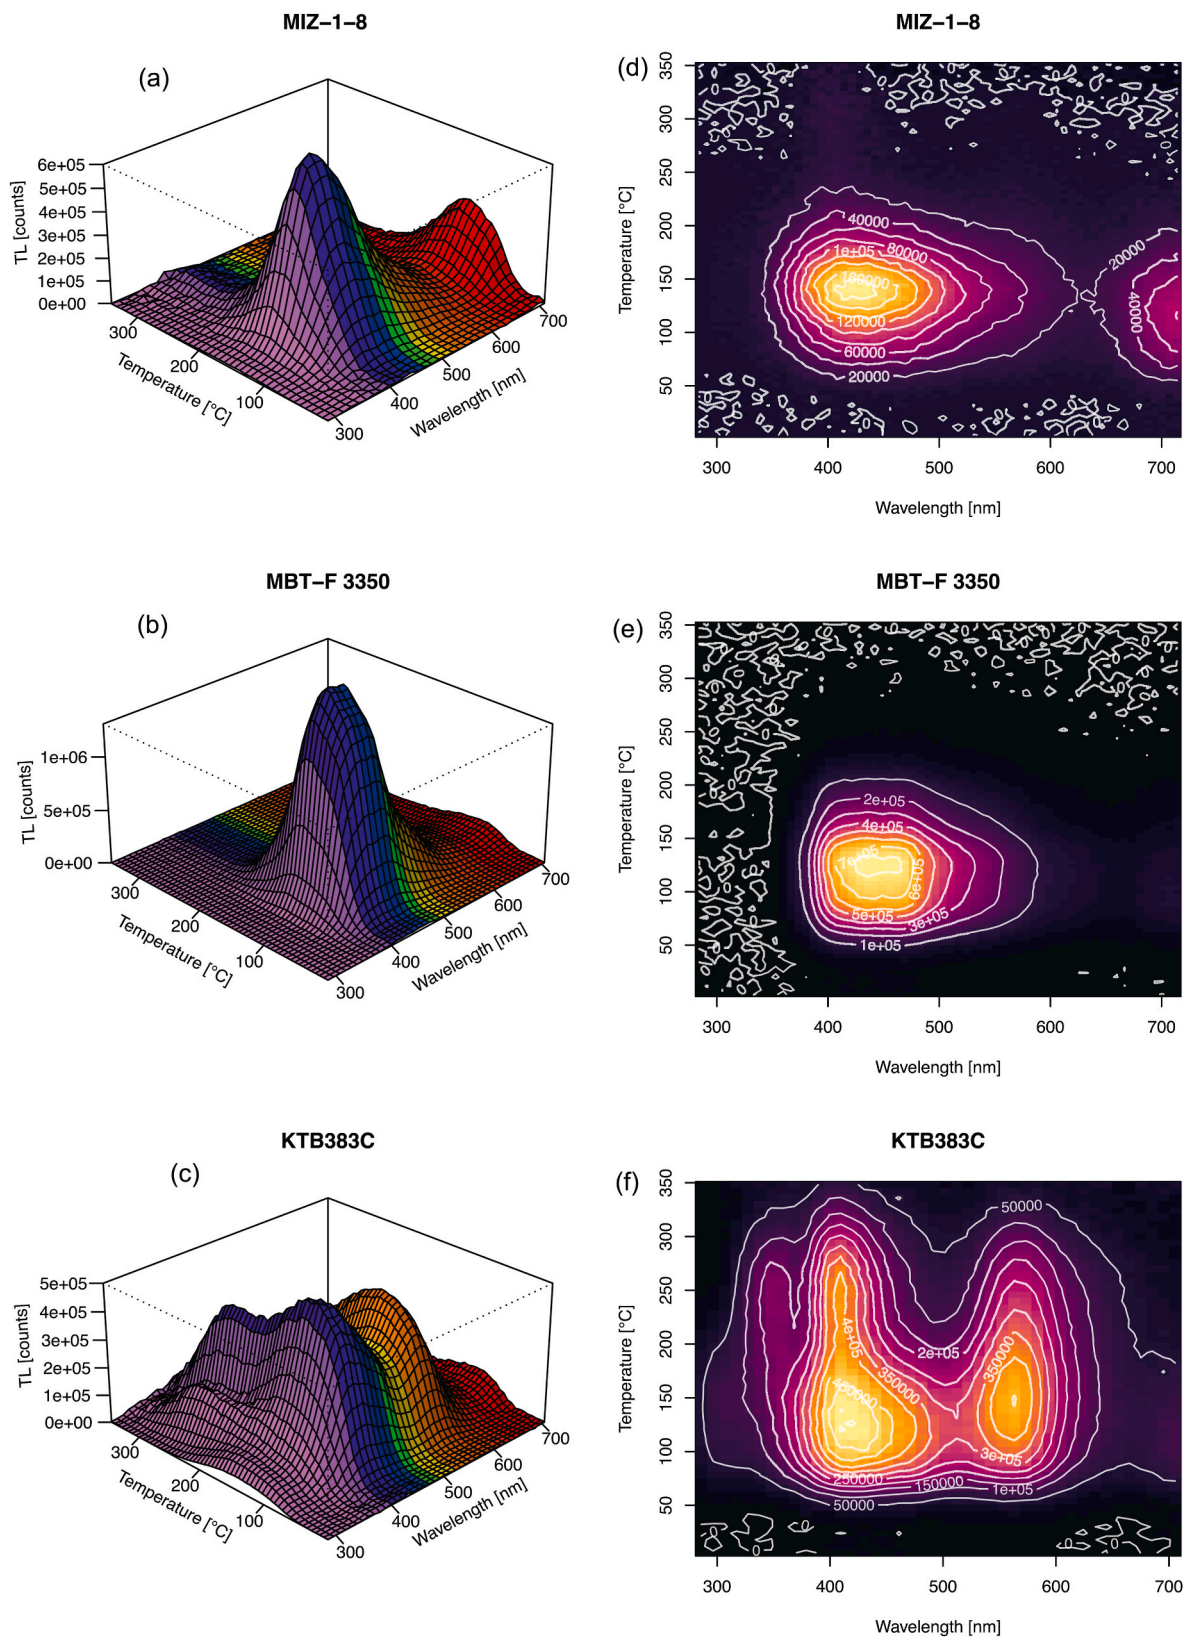 MIZ−1−8
(a)
6e+05
5e+05
4e+05
3e+05
2e+05
1e+05
0e+00
TL [counts]
300
200
100
Temperature [°C]
300
400
500
600
700
Wavelength [nm]
MIZ−1−8
(d)
350
300
250
200
150
100
50
Temperature [°C]
40000
80000
1e+05
160000
120000
60000
20000
20000
40000
300 400 500 600 700
Wavelength [nm]
MBT−F 3350
(b)
1e+06
5e+05
0e+00
TL [counts]
300
200
100
Temperature [°C]
300
400
500
600
700
Wavelength [nm]
MBT−F 3350
(e)
350
300
250
200
150
100
50
Temperature [°C]
2e+05
4e+05
7e+05
6e+05
5e+05
3e+05
1e+05
300 400 500 600 700
Wavelength [nm]
KTB383C
(c)
5e+05
4e+05
3e+05
2e+05
1e+05
0e+00
TL [counts]
300
200
100
Temperature [°C]
300
400
500
600
700
Wavelength [nm]
KTB383C
(f)
350
300
250
200
150
100
50
Temperature [°C]
50000
2e+05
4e+05
350000
350000
450000
3e+05
250000
150000
1e+05
50000
300 400 500 600 700
Wavelength [nm]